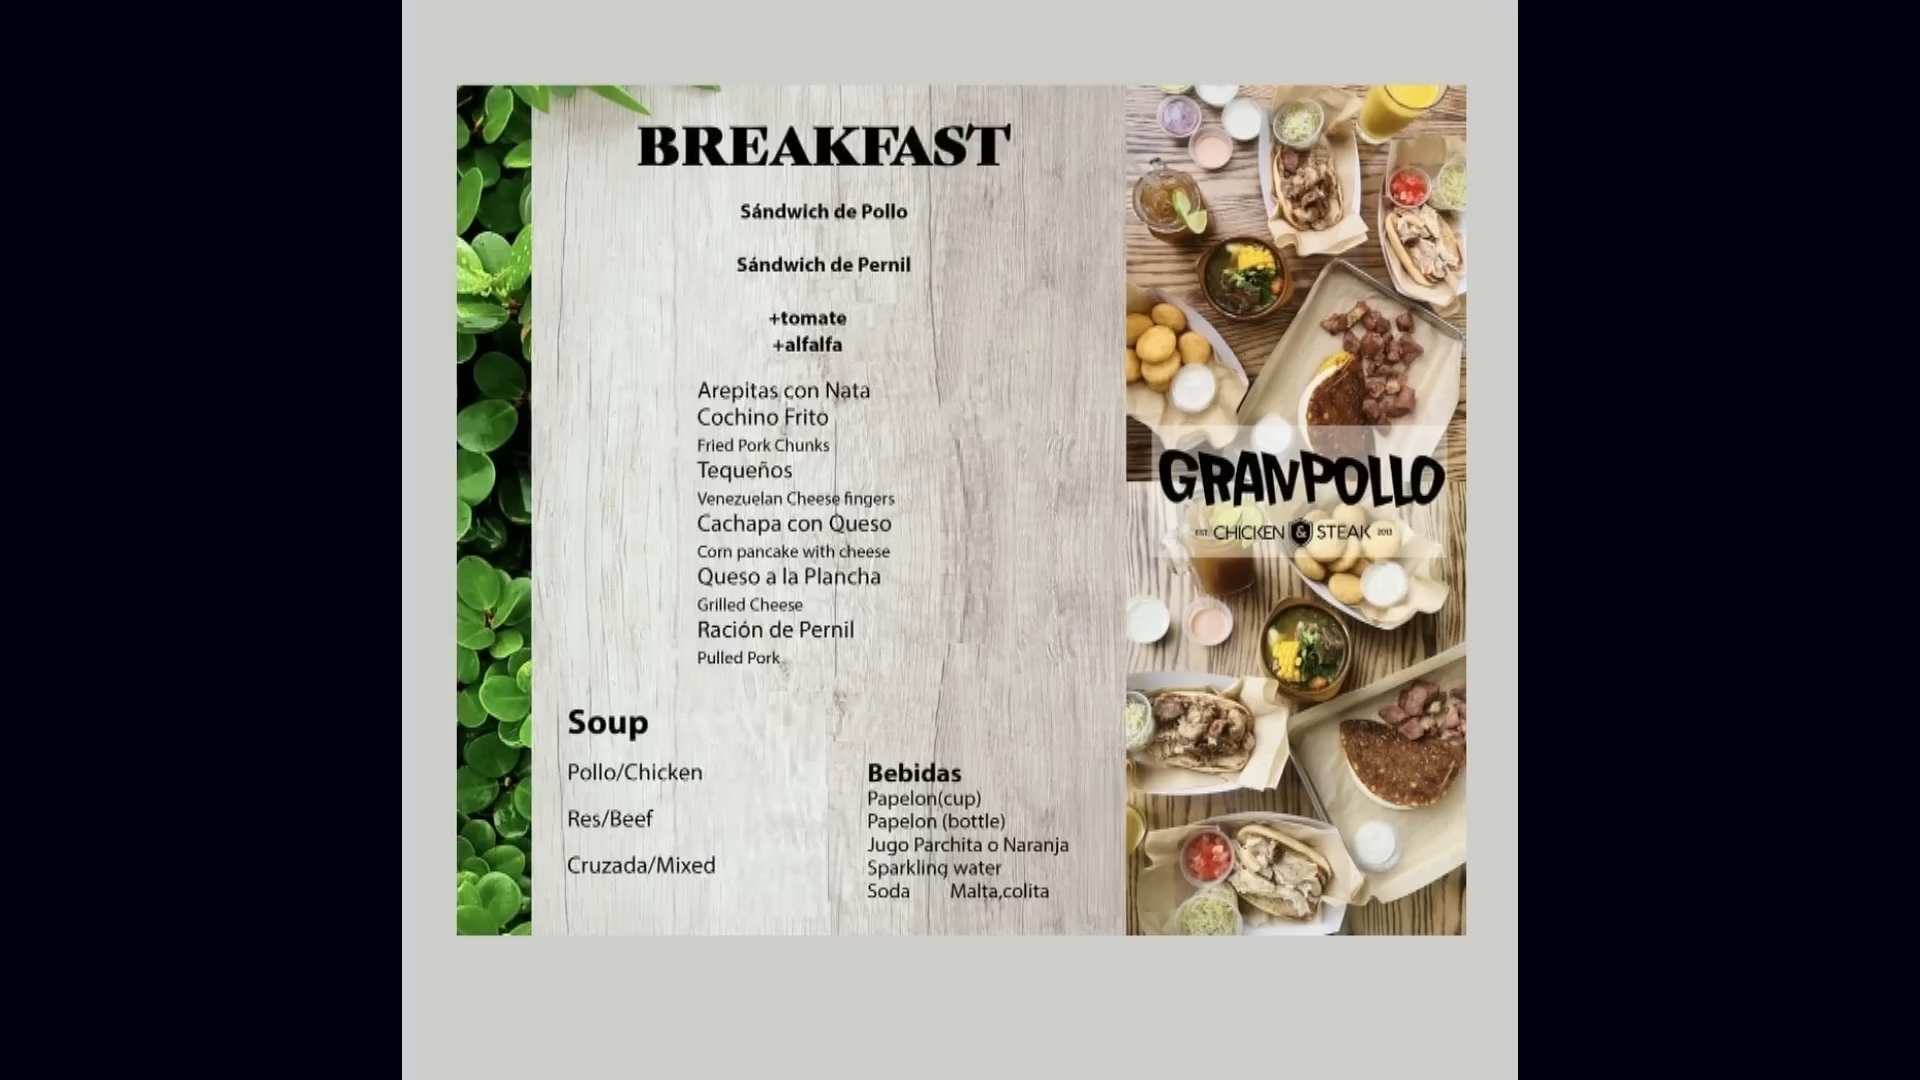 BREAKFAST
Sándwich de Pollo
Sándwich de Pernil
+tomate
+alfalfa
Arepitas con Nata
Cochino Frito
Fried Pork Chunks
Tequeños
Venezuelan Cheese fingers
Cachapa con Queso
Corn pancake with cheese
Queso a la Plancha
Grilled Cheese
Ración de Pernil
Pulled Pork
Soup
Pollo/Chicken
Res/Beef
Cruzada/Mixed
Bebidas
Papelon(cup)
Papelon (bottle)
Jugo Parchita o Naranja
Sparkling water
Soda Malta,colita
GRANPOLLO
EST. CHICKEN & STEAK 2013